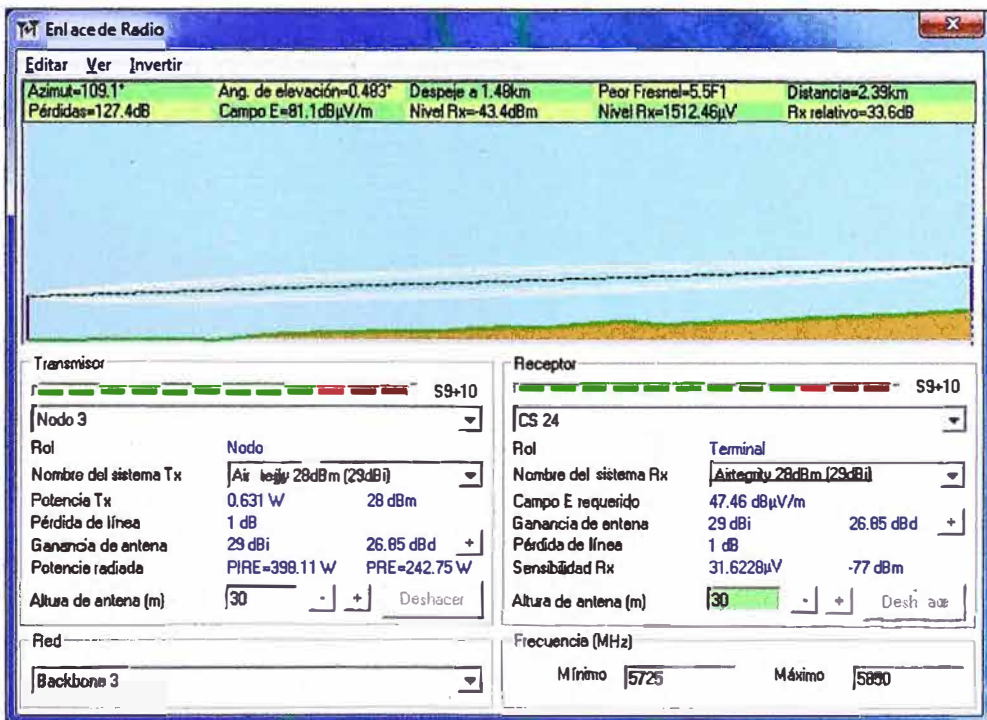 Enlace de Radio
Editar Ver Invertir
Azimut=109.1° Ang. de elevación=0.483° Despeje a 1.48km Peor Fresnel=5.5F1 Distancia=2.39km
Pérdidas=127.4dB Campo E=81.1dBµV/m Nivel Rx=-43.4dBm Nivel Rx=1512.46µV Rx relativo=33.6dB
Transmisor
S9+10
Nodo 3
Rol Nodo
Nombre del sistema Tx 28dBm (29dBi)
Potencia Tx 0.631 W 28 dBm
Pérdida de línea 1 dB
Ganancia de antena 29 dBi 26.85 dBd +
Potencia radiada PIRE=398.11 W PRE=242.75 W
Altura de antena (m) 30 - + Deshacer
Red
Backbone 3
Receptor
S9+10
CS 24
Rol Terminal
Nombre del sistema Rx Airtegrity 28dBm (29dBi)
Campo E requerido 47.46 dBµV/m
Ganancia de antena 29 dBi 26.85 dBd +
Pérdida de línea 1 dB
Sensibilidad Rx 31.6228µV -77 dBm
Altura de antena (m) 30 - +
Frecuencia (MHz)
Mínimo 5725 Máximo